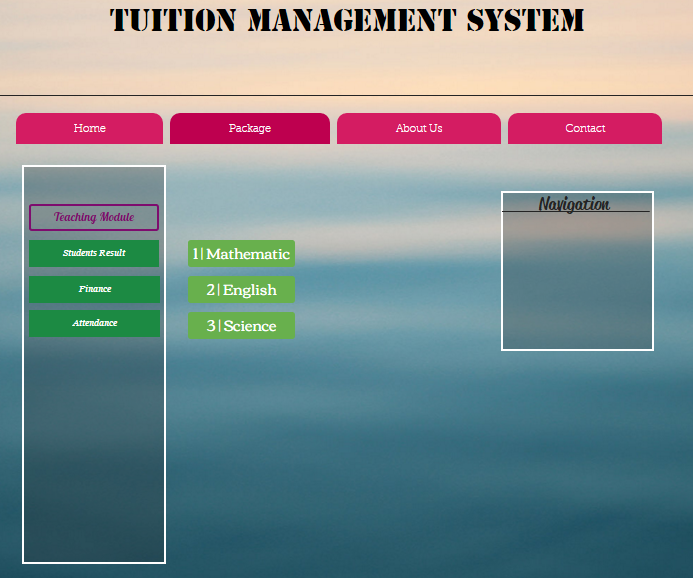 TUITION MANAGEMENT SYSTEM
Home
Package
About Us
Contact
Teaching Module
Students Result
Finance
Attendance
1 | Mathematic
2 | English
3 | Science
Navigation